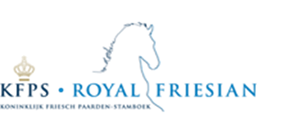 KFPS • ROYAL FRIESIAN
KONINKLIJK FRIESCH PAARDEN-STAMBOEK